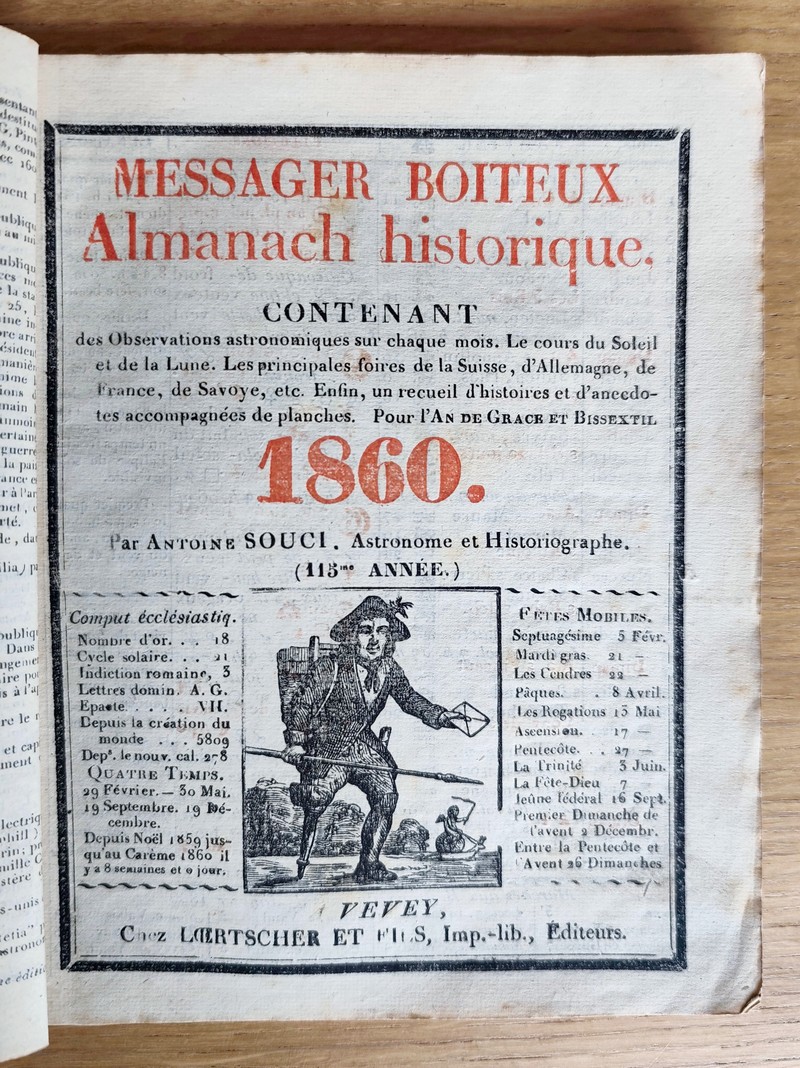 MESSAGER BOITEUX
Almanach historique.
CONTENANT
des Observations astronomiques sur chaque mois. Le cours du Soleil
et de la Lune. Les principales foires de la Suisse, d'Allemagne, de
France, de Savoye, etc. Enfin, un recueil d'histoires et d'anecdo-
tes accompagnées de planches. Pour l'AN DE GRACE ET BISSEXTIL
1860.
Par ANTOINE SOUCI. Astronome et Historiographe.
(115me ANNÉE.)
Comput écclésiastiq.
Nombre d'or. . . 18
Cycle solaire. . . 21
Indiction romaine, 3
Lettres domin. A. G.
Epacte . . . . VII.
Depuis la création du
monde . . . 5809
Deps. le nouv. cal. 278
QUATRE TEMPS.
29 Février. — 30 Mai.
19 Septembre. 19 Dé-
cembre.
Depuis Noël 1859 jus-
qu'au Carême 1860 il
y a 8 semaines et 0 jour.
FÊTES MOBILES.
Septuagésime 5 Févr.
Mardi gras 21 —
Les Cendres 22 —
Pâques. . 8 Avril.
Les Rogations 13 Mai
Ascension. . 17 —
Pentecôte. . . 27 —
La Trinité 3 Juin.
La Fête-Dieu 7
Jeûne fédéral 16 Sept.
Premier Dimanche de
l'avent 2 Décembr.
Entre la Pentecôte et
l'Avent 26 Dimanches
VEVEY,
Chez LŒRTSCHER ET FILS, Imp.-lib., Éditeurs.